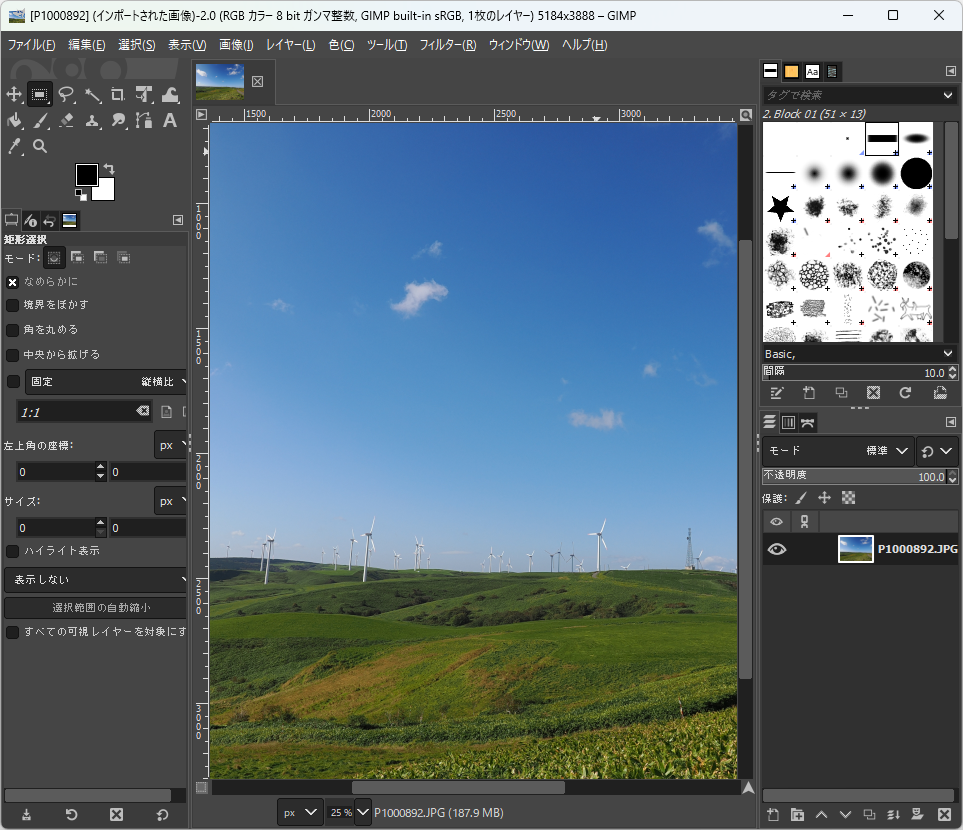 [P1000892] (インポートされた画像)-2.0 (RGB カラー 8 bit ガンマ整数, GIMP built-in sRGB, 1枚のレイヤー) 5184x3888 – GIMP
ファイル(F) 編集(E) 選択(S) 表示(V) 画像(I) レイヤー(L) 色(C) ツール(T) フィルター(R) ウィンドウ(W) ヘルプ(H)
1500 2000 2500 3000
1000
1500
2000
2500
3000
矩形選択
モード:
なめらかに
境界をぼかす
角を丸める
中央から拡げる
固定 縦横比
1:1
左上角の座標: px
0 0
サイズ: px
0 0
ハイライト表示
表示しない
選択範囲の自動縮小
すべての可視レイヤーを対象にす
px 25 % P1000892.JPG (187.9 MB)
Aa
タグで検索
2. Block 01 (51 × 13)
Basic,
間隔 10.0
モード 標準
不透明度 100.0
保護:
P1000892.JPG